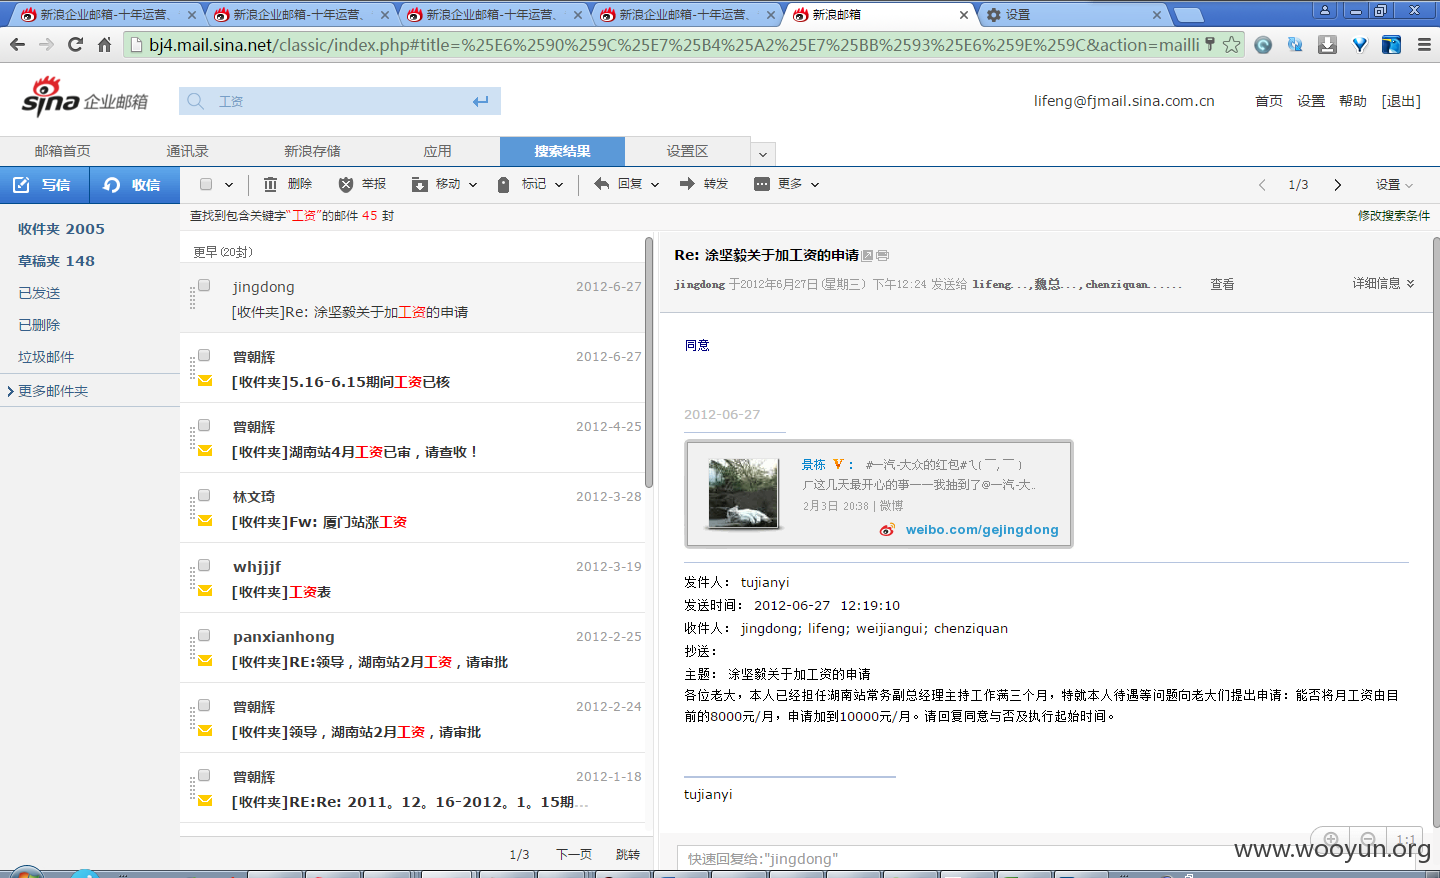 新浪企业邮箱-十年运营、
新浪企业邮箱-十年运营、
新浪企业邮箱-十年运营、
新浪企业邮箱-十年运营、
新浪邮箱
设置
bj4.mail.sina.net/classic/index.php#title=%25E6%2590%259C%25E7%25B4%25A2%25E7%25BB%2593%25E6%259E%259C&action=mailli
sina 企业邮箱
工资
lifeng@fjmail.sina.com.cn 首页 设置 帮助 [退出]
邮箱首页 通讯录 新浪存储 应用 搜索结果 设置区
写信 收信 删除 举报 移动 标记 回复 转发 更多 1/3 设置
查找到包含关键字“工资”的邮件 45 封 修改搜索条件
收件夹 2005
草稿夹 148
已发送
已删除
垃圾邮件
更多邮件夹
更早(20封)
jingdong 2012-6-27
[收件夹]Re: 涂坚毅关于加工资的申请
曾朝辉 2012-6-27
[收件夹]5.16-6.15期间工资已核
曾朝辉 2012-4-25
[收件夹]湖南站4月工资已审，请查收！
林文琦 2012-3-28
[收件夹]Fw: 厦门站涨工资
whjjjf 2012-3-19
[收件夹]工资表
panxianhong 2012-2-25
[收件夹]RE:领导，湖南站2月工资，请审批
曾朝辉 2012-2-24
[收件夹]领导，湖南站2月工资，请审批
曾朝辉 2012-1-18
[收件夹]RE:Re: 2011。12。16-2012。1。15期...
1/3 下一页 跳转
Re: 涂坚毅关于加工资的申请
jingdong 于2012年6月27日(星期三) 下午12:24 发送给 lifeng...,魏总...,chenziquan...... 查看 详细信息
同意
2012-06-27
景栋 V： #一汽-大众的红包#ㄟ(￣,￣)
ㄏ这几天最开心的事——我抽到了@一汽-大..
2月3日 20:38 | 微博
weibo.com/gejingdong
发件人： tujianyi
发送时间： 2012-06-27 12:19:10
收件人： jingdong; lifeng; weijiangui; chenziquan
抄送：
主题： 涂坚毅关于加工资的申请
各位老大，本人已经担任湖南站常务副总经理主持工作满三个月，特就本人待遇等问题向老大们提出申请：能否将月工资由目
前的8000元/月，申请加到10000元/月。请回复同意与否及执行起始时间。
tujianyi
快速回复给:"jingdong"
1:1
www.wooyun.org